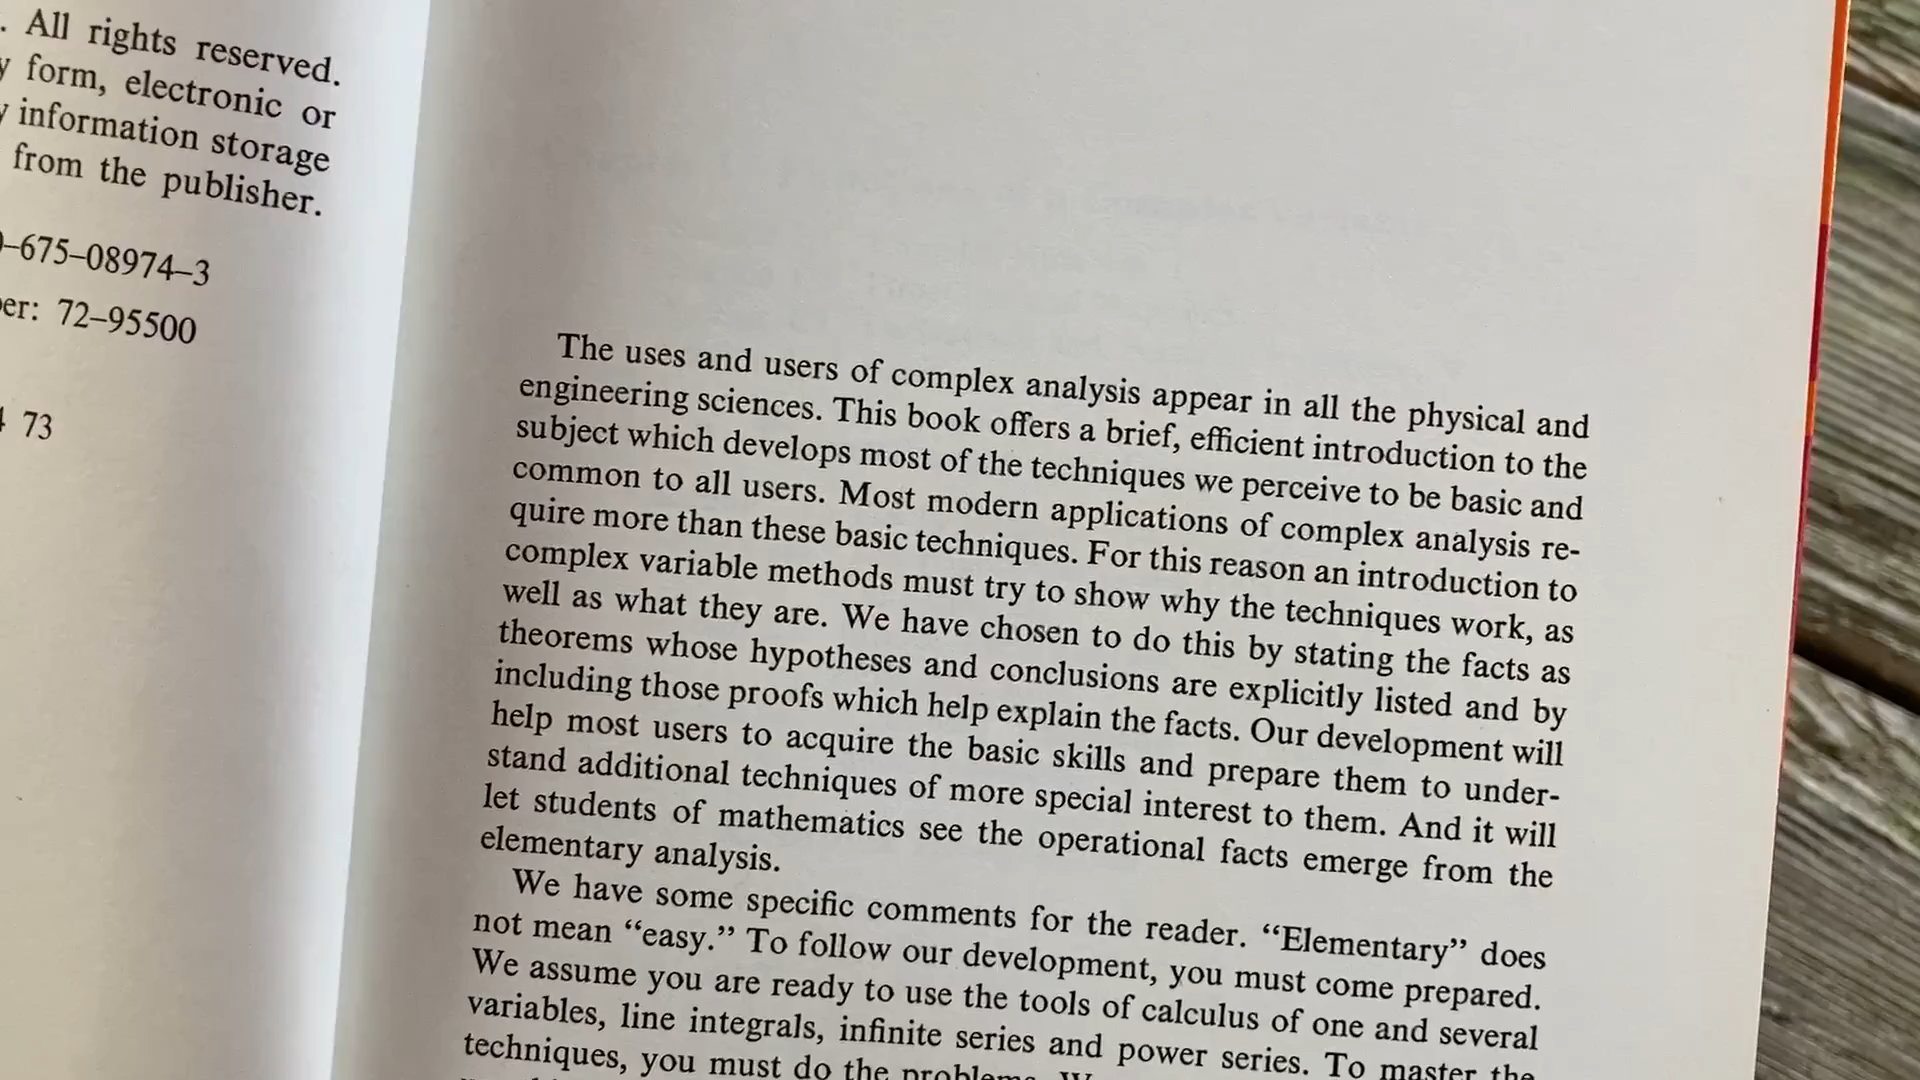 . All rights reserved.
y form, electronic or
y information storage
from the publisher.
–675–08974–3
er: 72–95500
73
The uses and users of complex analysis appear in all the physical and
engineering sciences. This book offers a brief, efficient introduction to the
subject which develops most of the techniques we perceive to be basic and
common to all users. Most modern applications of complex analysis re-
quire more than these basic techniques. For this reason an introduction to
complex variable methods must try to show why the techniques work, as
well as what they are. We have chosen to do this by stating the facts as
theorems whose hypotheses and conclusions are explicitly listed and by
including those proofs which help explain the facts. Our development will
help most users to acquire the basic skills and prepare them to under-
stand additional techniques of more special interest to them. And it will
let students of mathematics see the operational facts emerge from the
elementary analysis.
We have some specific comments for the reader. “Elementary” does
not mean “easy.” To follow our development, you must come prepared.
We assume you are ready to use the tools of calculus of one and several
variables, line integrals, infinite series and power series. To master the
techniques, you must do the problems.